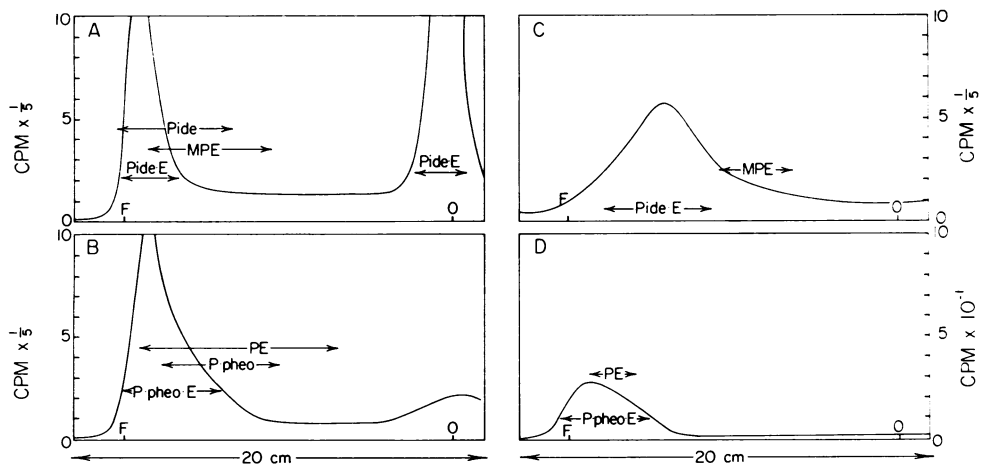 A
10
5
0
CPM x 1/5
Pide
MPE
Pide·E
Pide·E
F
O
C
10
5
0
CPM x 1/5
MPE
F
Pide E
O
B
10
5
0
CPM x 1/5
PE
P·pheo
P·pheo·E
F
O
20 cm
D
10
5
0
CPM x 10⁻¹
PE
P·pheo·E
F
O
20 cm